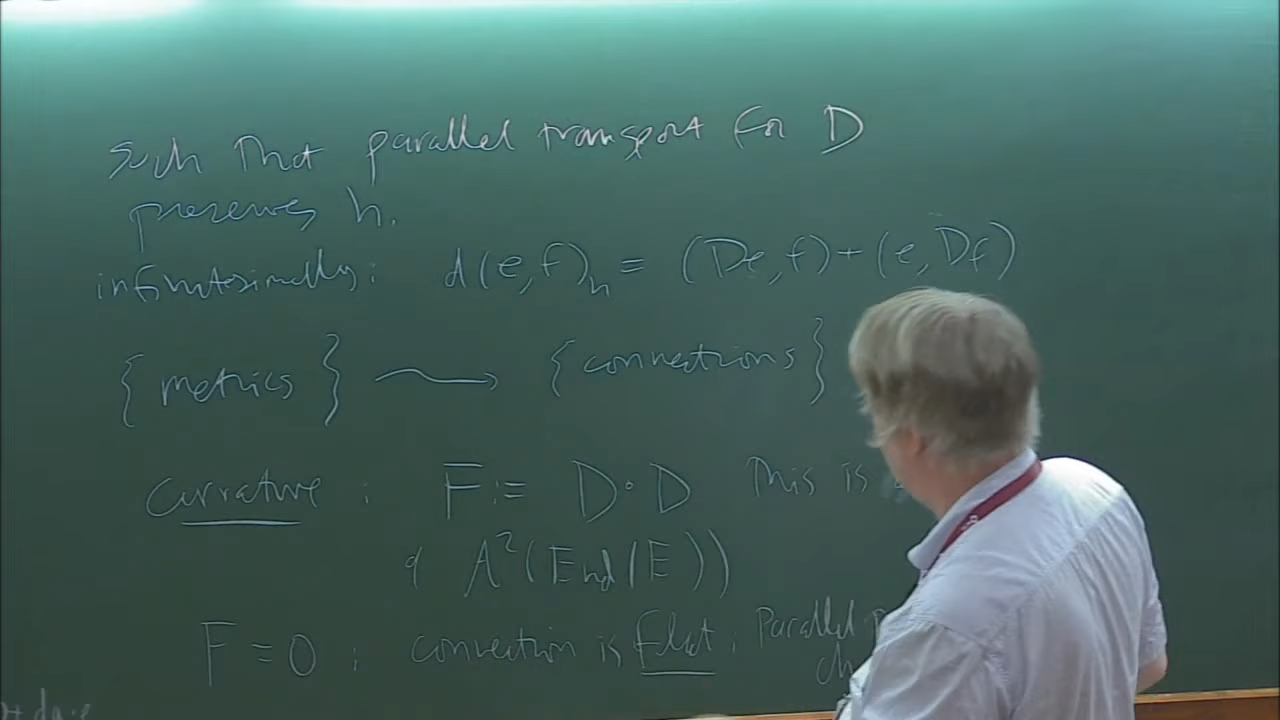 such that parallel transport for D
preserves h.
infinitesimally: d(e,f)_h = (De,f)+(e,Df)
{metrics} ⟶ {connections}
Curvature : F := D∘D This is
of A²(End(E))
F=0 : connection is flat ; Parallel